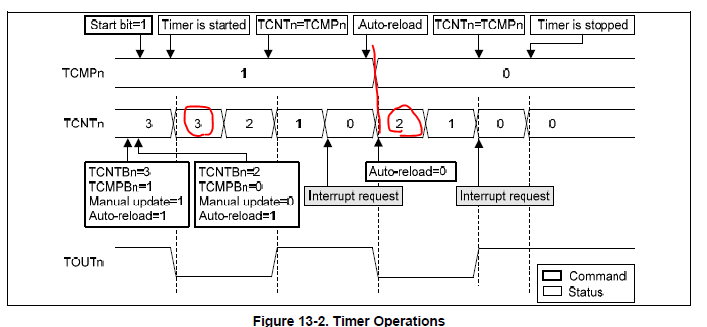 Start bit=1 Timer is started TCNTn=TCMPn Auto-reload TCNTn=TCMPn Timer is stopped
TCMPn 1 0
TCNTn 3 3 2 1 0 2 1 0 0
TCNTBn=3
TCMPBn=1
Manual update=1
Auto-reload=1
TCNTBn=2
TCMPBn=0
Manual update=0
Auto-reload=1
Interrupt request
Auto-reload=0
Interrupt request
TOUTn
Command
Status
Figure 13-2. Timer Operations